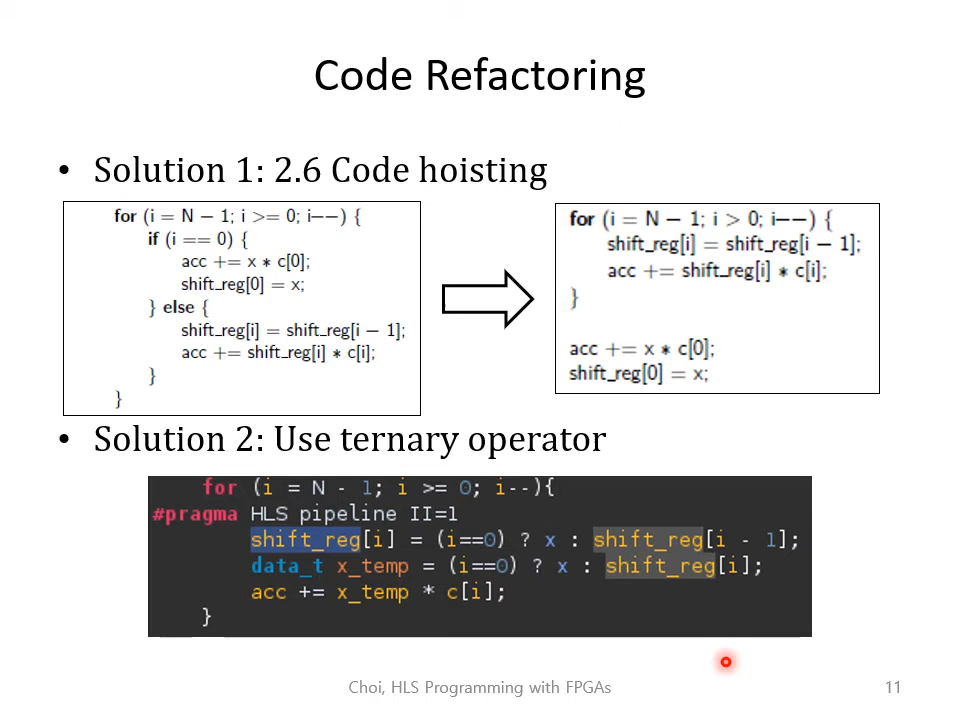 Code Refactoring
• Solution 1: 2.6 Code hoisting
for (i = N − 1; i >= 0; i−−) {
if (i == 0) {
acc += x * c[0];
shift_reg[0] = x;
} else {
shift_reg[i] = shift_reg[i − 1];
acc += shift_reg[i] * c[i];
}
}
for (i = N − 1; i > 0; i−−) {
shift_reg[i] = shift_reg[i − 1];
acc += shift_reg[i] * c[i];
}
acc += x * c[0];
shift_reg[0] = x;
• Solution 2: Use ternary operator
for (i = N - 1; i >= 0; i--){
#pragma HLS pipeline II=1
shift_reg[i] = (i==0) ? x : shift_reg[i - 1];
data_t x_temp = (i==0) ? x : shift_reg[i];
acc += x_temp * c[i];
}
Choi, HLS Programming with FPGAs
11